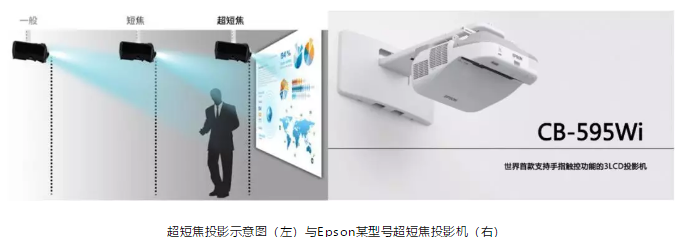 一般
短焦
超短焦
94%
CB-595Wi
世界首款支持手指触控功能的3LCD投影机
超短焦投影示意图（左）与Epson某型号超短焦投影机（右）